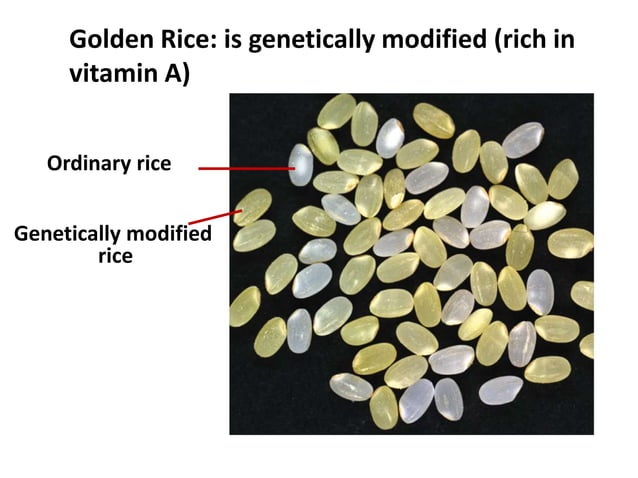 Golden Rice: is genetically modified (rich in
vitamin A)
Ordinary rice
Genetically modified
rice